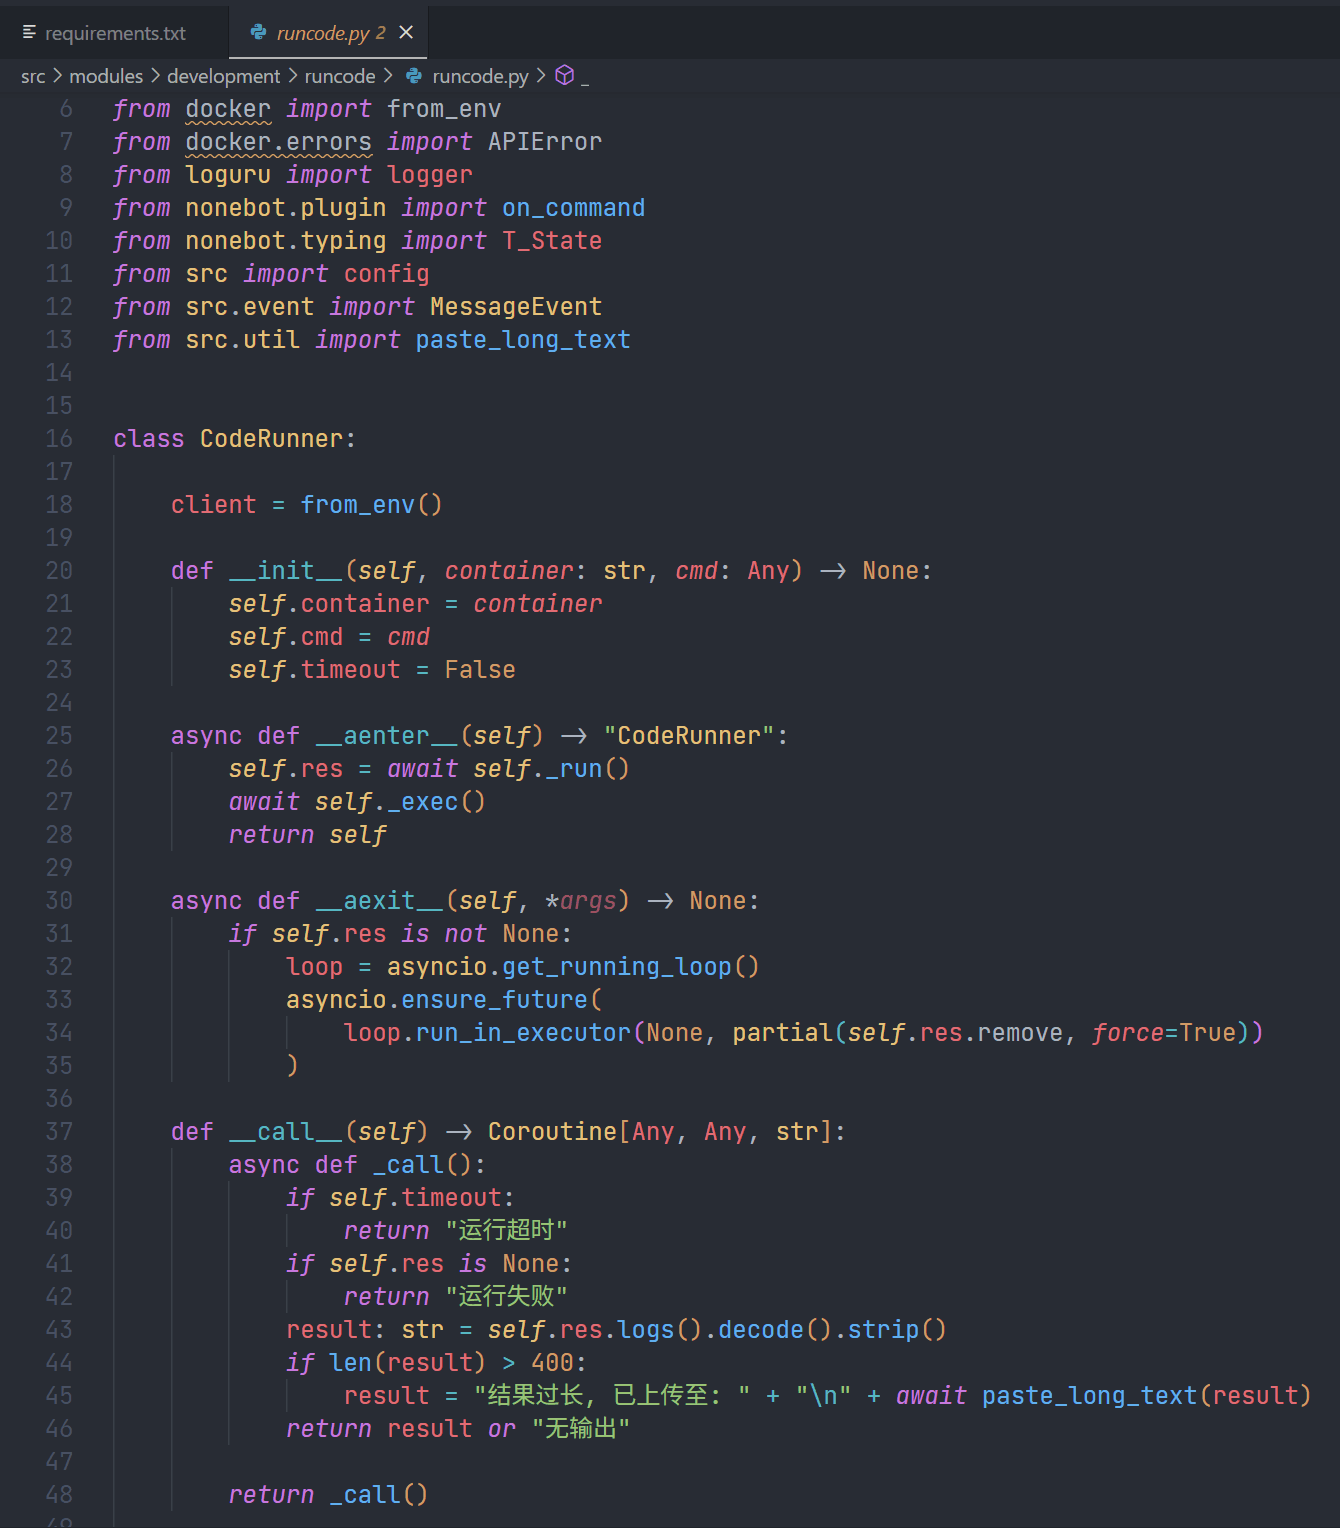 requirements.txt
runcode.py 2
src > modules > development > runcode > runcode.py > _
6 from docker import from_env
7 from docker.errors import APIError
8 from loguru import logger
9 from nonebot.plugin import on_command
10 from nonebot.typing import T_State
11 from src import config
12 from src.event import MessageEvent
13 from src.util import paste_long_text
14
15
16 class CodeRunner:
17
18     client = from_env()
19
20     def __init__(self, container: str, cmd: Any) -> None:
21         self.container = container
22         self.cmd = cmd
23         self.timeout = False
24
25     async def __aenter__(self) -> "CodeRunner":
26         self.res = await self._run()
27         await self._exec()
28         return self
29
30     async def __aexit__(self, *args) -> None:
31         if self.res is not None:
32             loop = asyncio.get_running_loop()
33             asyncio.ensure_future(
34                 loop.run_in_executor(None, partial(self.res.remove, force=True))
35             )
36
37     def __call__(self) -> Coroutine[Any, Any, str]:
38         async def _call():
39             if self.timeout:
40                 return "运行超时"
41             if self.res is None:
42                 return "运行失败"
43             result: str = self.res.logs().decode().strip()
44             if len(result) > 400:
45                 result = "结果过长, 已上传至: " + "\n" + await paste_long_text(result)
46             return result or "无输出"
47
48         return _call()
49